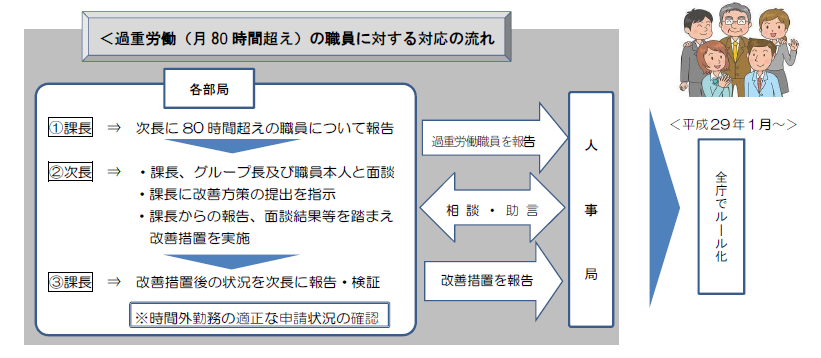 ＜過重労働（月80時間超え）の職員に対する対応の流れ
各部局
①課長 ⇒ 次長に80時間超えの職員について報告
②次長 ⇒ ・課長、グループ長及び職員本人と面談
・課長に改善方策の提出を指示
・課長からの報告、面談結果等を踏まえ
改善措置を実施
③課長 ⇒ 改善措置後の状況を次長に報告・検証
※時間外勤務の適正な申請状況の確認
過重労働職員を報告
相談・助言
改善措置を報告
人事局
＜平成29年1月～＞
全庁でルール化